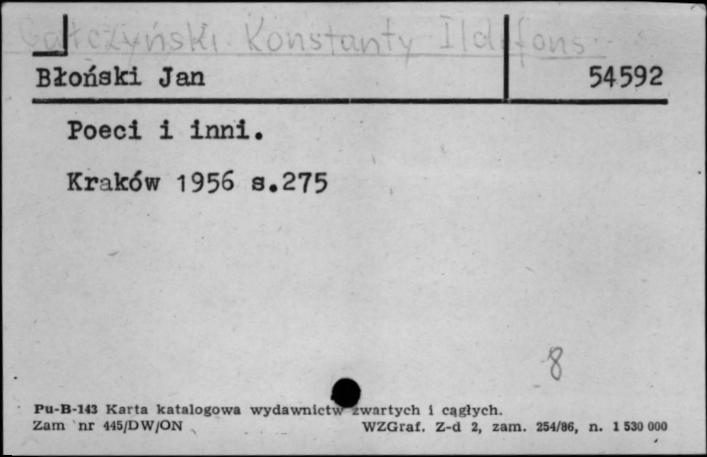 Gałczyński Konstanty Ildefons
Błoński Jan 54592
Poeci i inni.
Kraków 1956 s.275
8
Pu-B-143 Karta katalogowa wydawnictw zwartych i cągłych.
Zam nr 445/DW/ON WZGraf. Z-d 2, zam. 254/86, n. 1 530 000